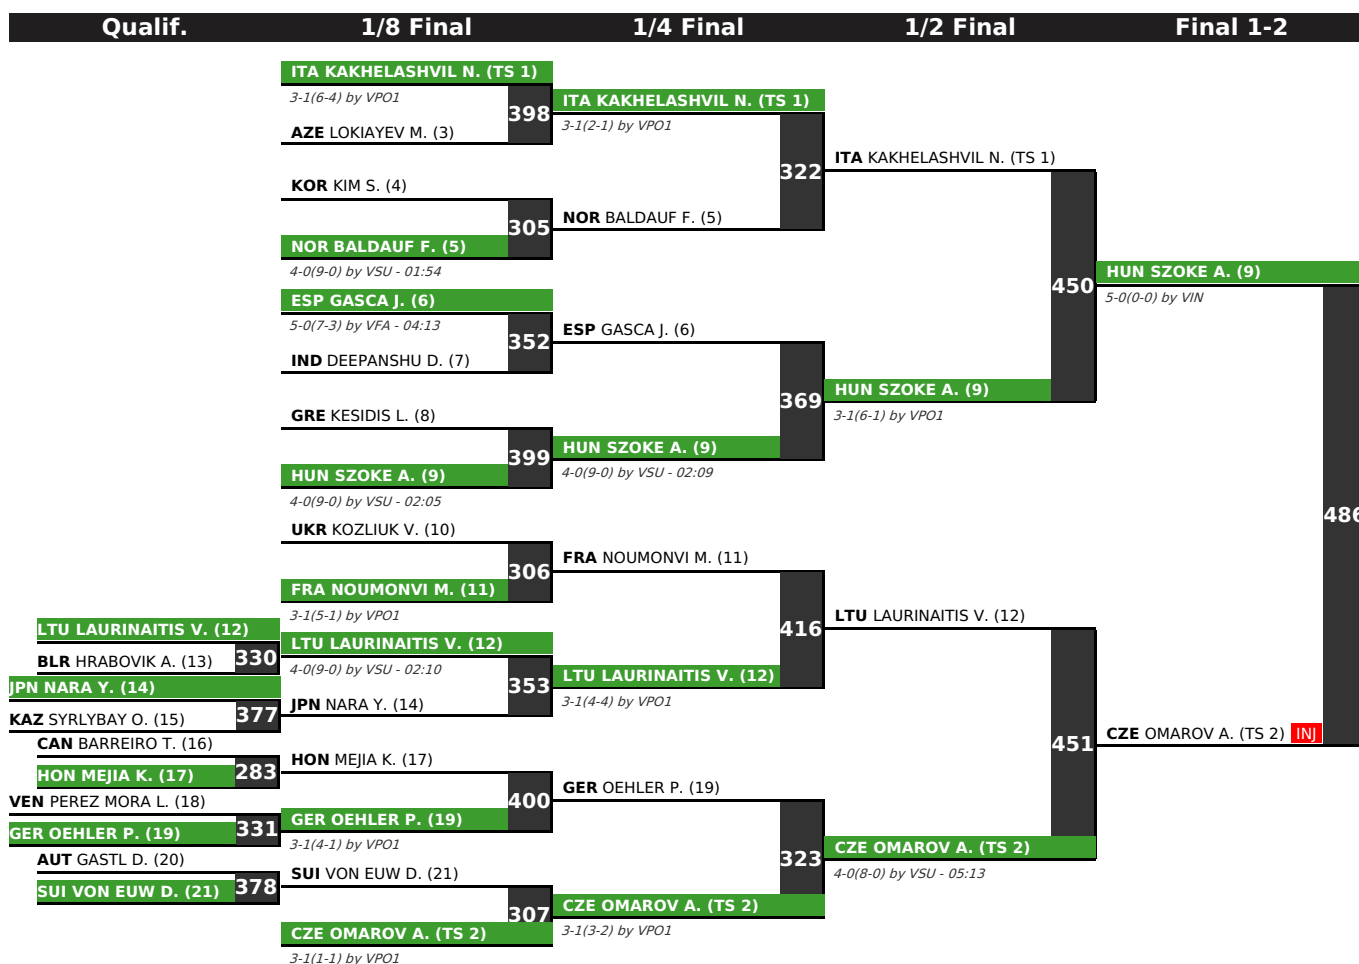 Qualif. 1/8 Final 1/4 Final 1/2 Final Final 1-2
LTU LAURINAITIS V. (12)
BLR HRABOVIK A. (13) 330
JPN NARA Y. (14)
KAZ SYRLYBAY O. (15) 377
CAN BARREIRO T. (16)
HON MEJIA K. (17) 283
VEN PEREZ MORA L. (18)
GER OEHLER P. (19) 331
AUT GASTL D. (20)
SUI VON EUW D. (21) 378
ITA KAKHELASHVIL N. (TS 1)
3-1(6-4) by VPO1
398
AZE LOKIAYEV M. (3)
KOR KIM S. (4)
305
NOR BALDAUF F. (5)
4-0(9-0) by VSU - 01:54
ESP GASCA J. (6)
5-0(7-3) by VFA - 04:13
352
IND DEEPANSHU D. (7)
GRE KESIDIS L. (8)
399
HUN SZOKE A. (9)
4-0(9-0) by VSU - 02:05
UKR KOZLIUK V. (10)
306
FRA NOUMONVI M. (11)
3-1(5-1) by VPO1
LTU LAURINAITIS V. (12)
4-0(9-0) by VSU - 02:10
353
JPN NARA Y. (14)
HON MEJIA K. (17)
400
GER OEHLER P. (19)
3-1(4-1) by VPO1
SUI VON EUW D. (21)
307
CZE OMAROV A. (TS 2)
3-1(1-1) by VPO1
ITA KAKHELASHVIL N. (TS 1)
3-1(2-1) by VPO1
322
NOR BALDAUF F. (5)
ESP GASCA J. (6)
369
HUN SZOKE A. (9)
4-0(9-0) by VSU - 02:09
FRA NOUMONVI M. (11)
416
LTU LAURINAITIS V. (12)
3-1(4-4) by VPO1
GER OEHLER P. (19)
323
CZE OMAROV A. (TS 2)
3-1(3-2) by VPO1
ITA KAKHELASHVIL N. (TS 1)
450
HUN SZOKE A. (9)
3-1(6-1) by VPO1
LTU LAURINAITIS V. (12)
451
CZE OMAROV A. (TS 2)
4-0(8-0) by VSU - 05:13
HUN SZOKE A. (9)
5-0(0-0) by VIN
486
CZE OMAROV A. (TS 2) INJ